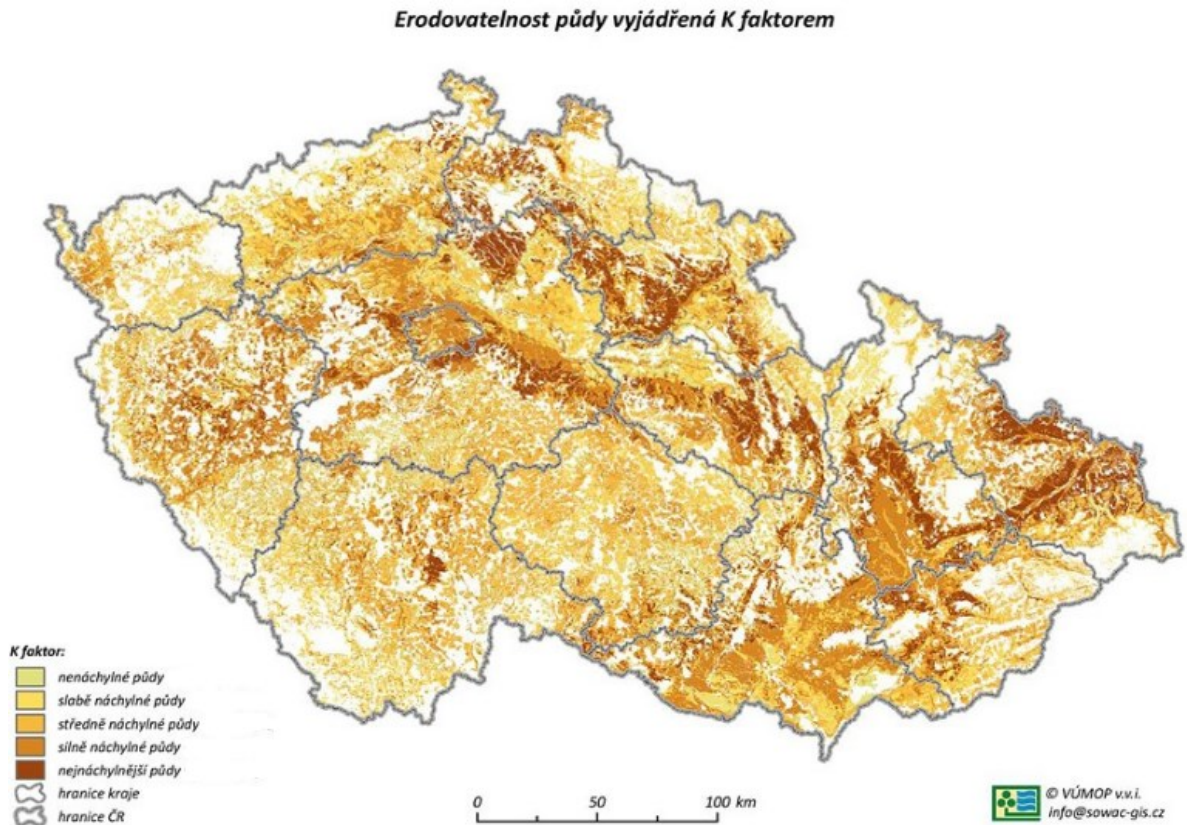 Erodovatelnost půdy vyjádřená K faktorem
K faktor:
nenáchylné půdy
slabě náchylné půdy
středně náchylné půdy
silně náchylné půdy
nejnáchylnější půdy
hranice kraje
hranice ČR
0 50 100 km
© VÚMOP v.v.i.
info@sowac-gis.cz